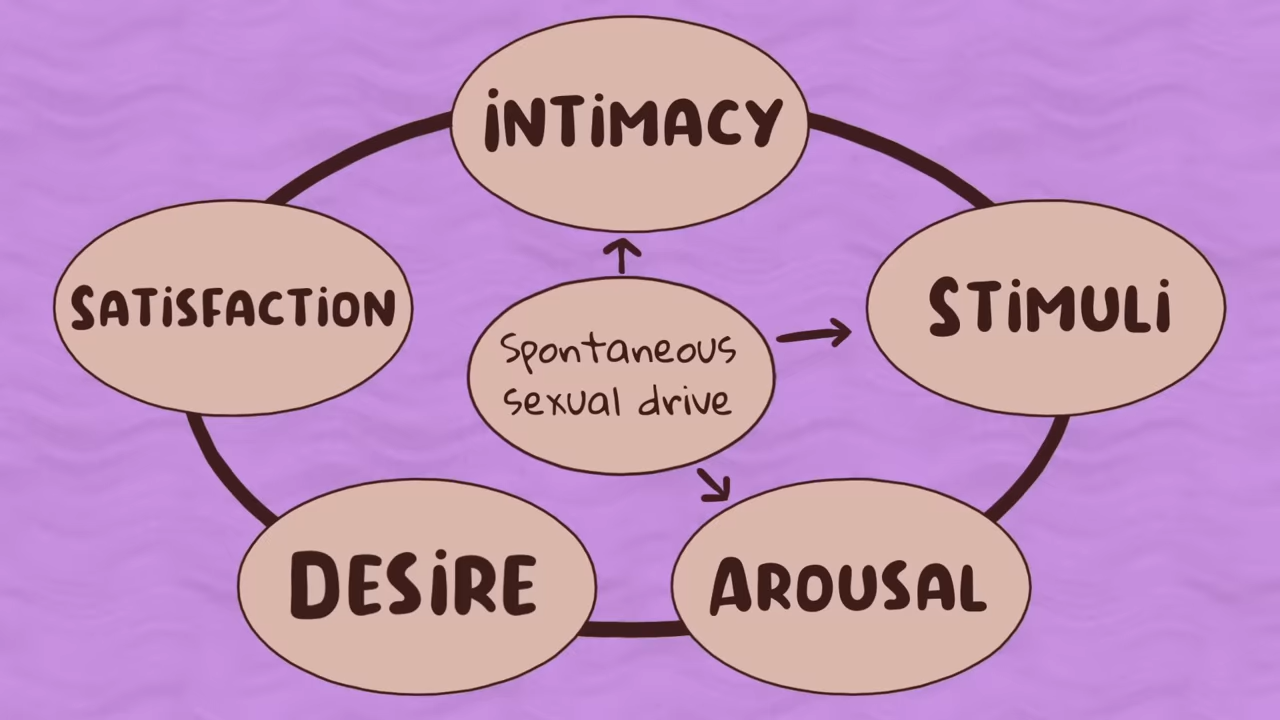 INTIMACY
STIMULI
AROUSAL
DESIRE
SATISFACTION
Spontaneous
sexual drive